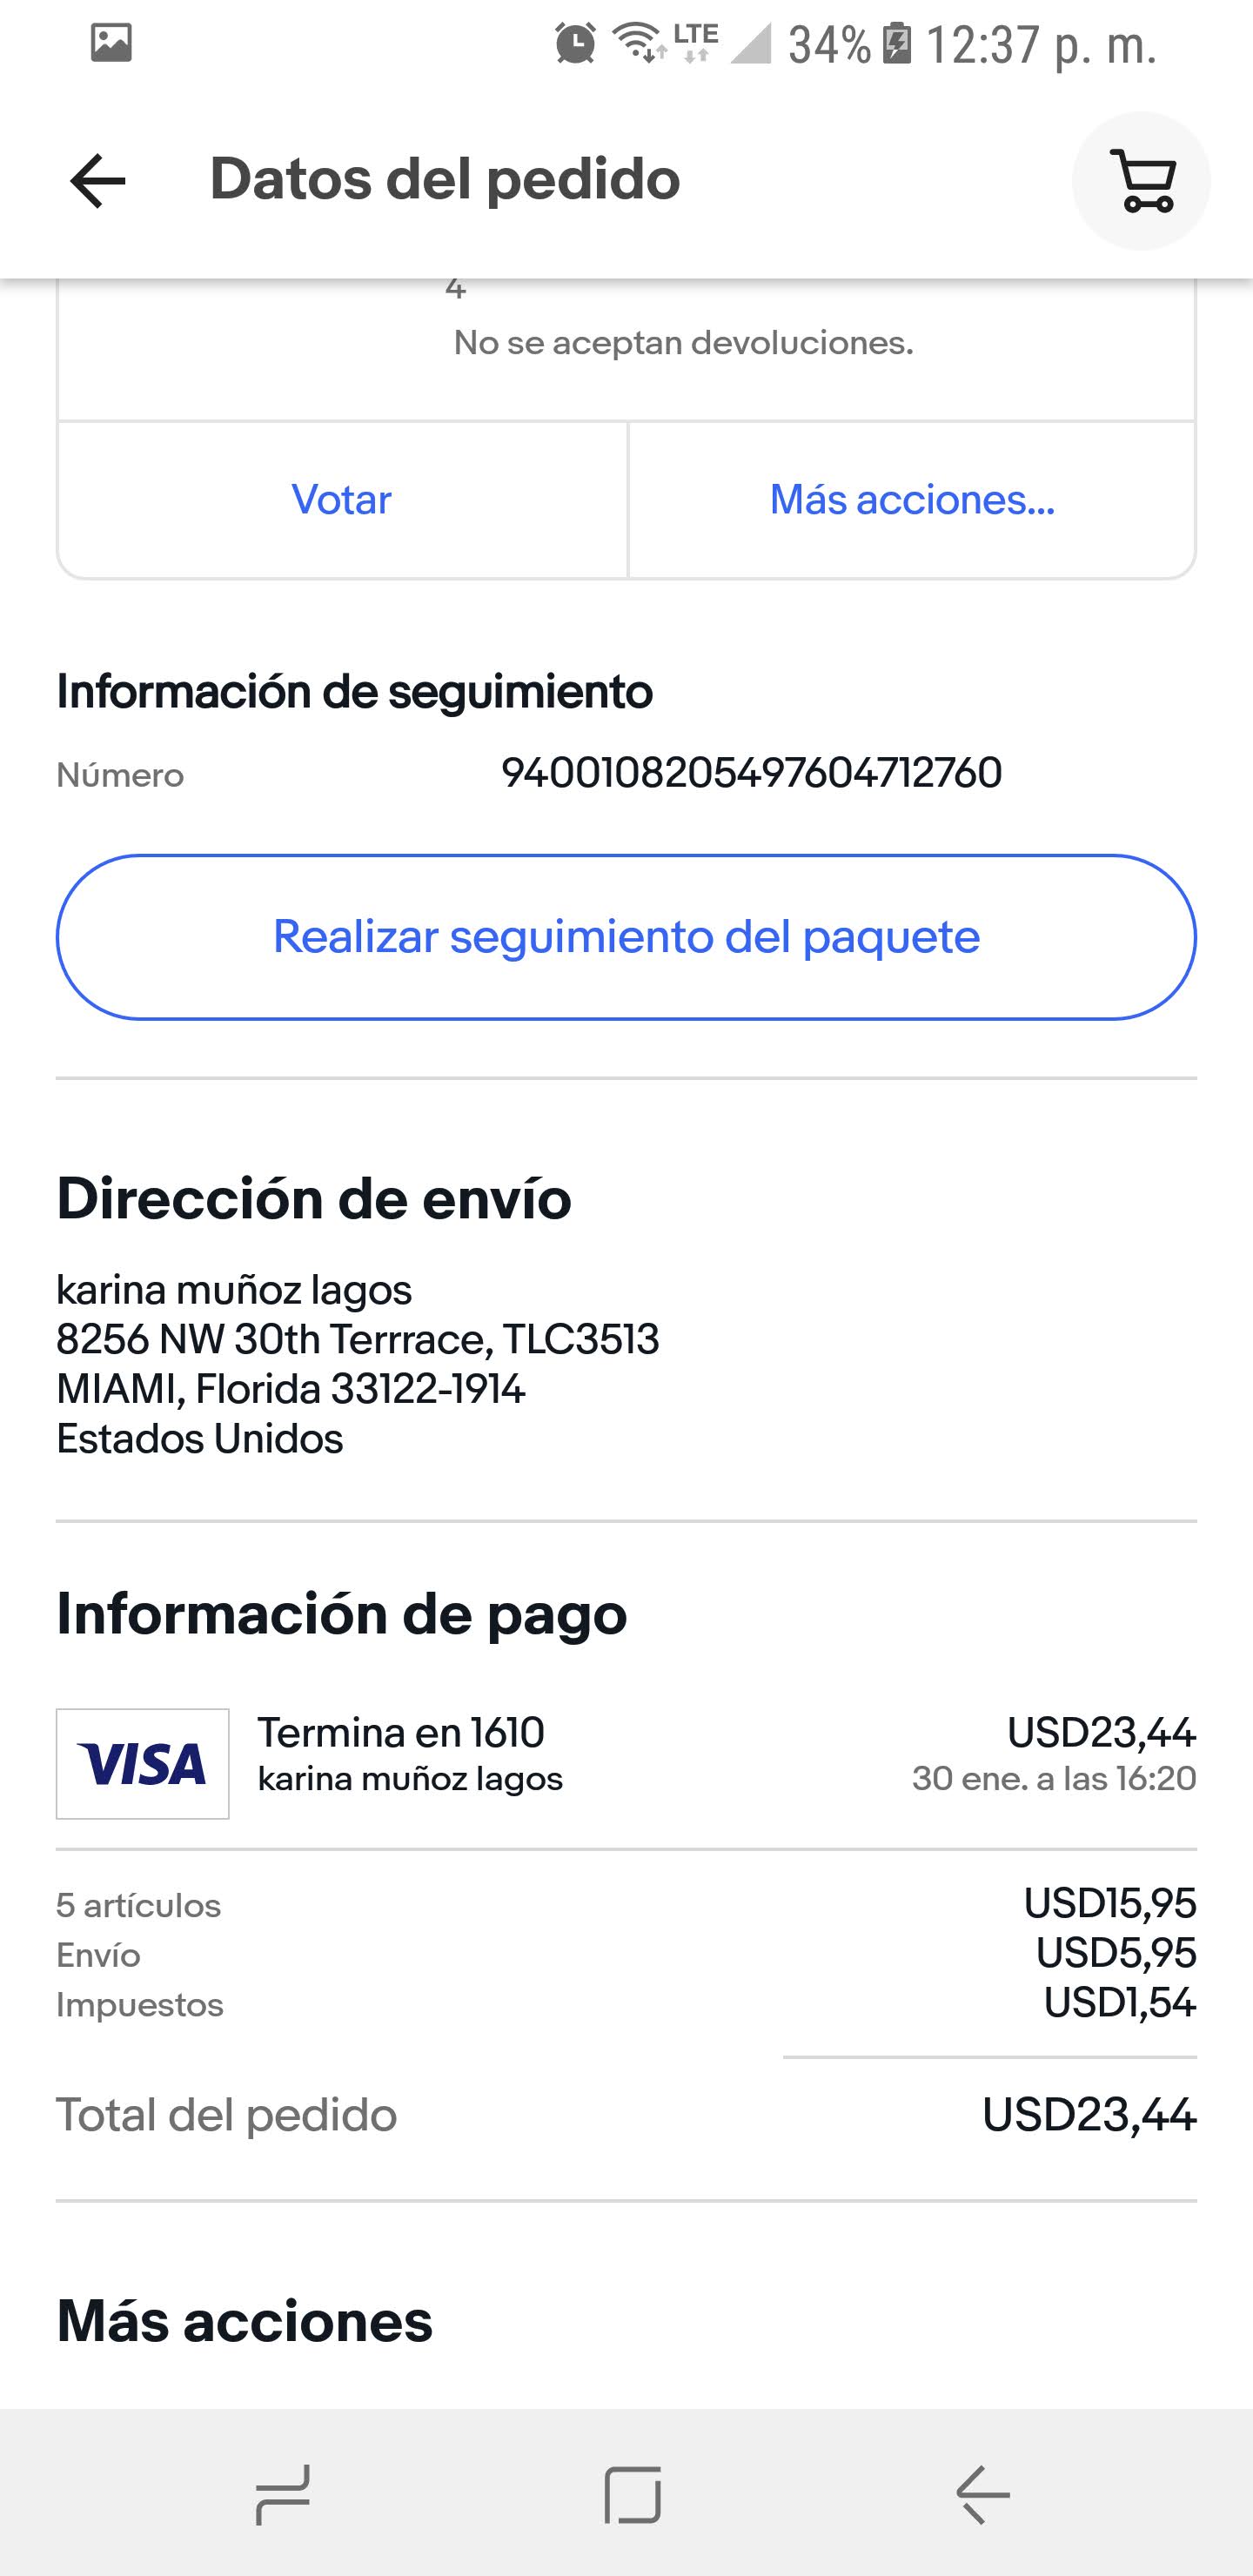 LTE 34% 12:37 p. m.
Datos del pedido
4
No se aceptan devoluciones.
Votar Más acciones...
Información de seguimiento
Número 9400108205497604712760
Realizar seguimiento del paquete
Dirección de envío
karina muñoz lagos
8256 NW 30th Terrrace, TLC3513
MIAMI, Florida 33122-1914
Estados Unidos
Información de pago
VISA Termina en 1610 USD23,44
karina muñoz lagos 30 ene. a las 16:20
5 artículos USD15,95
Envío USD5,95
Impuestos USD1,54
Total del pedido USD23,44
Más acciones